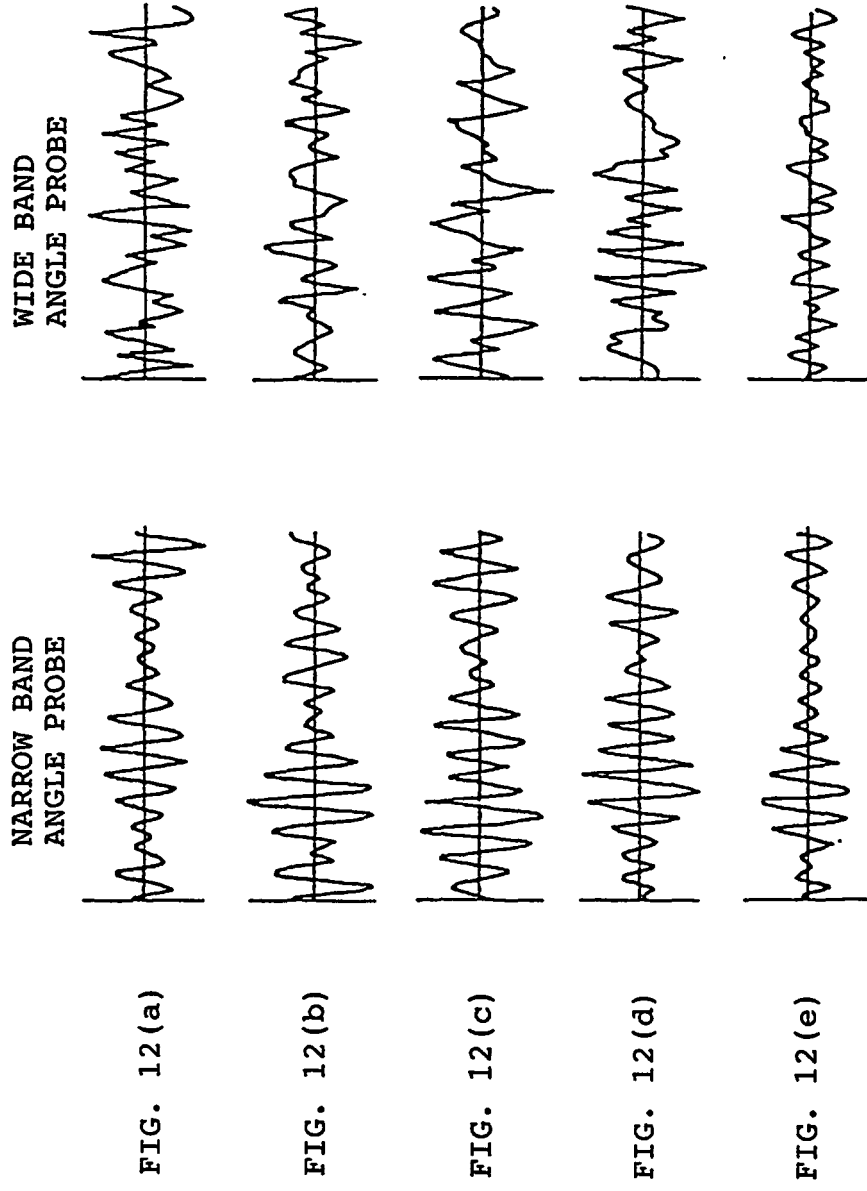 NARROW BAND
ANGLE PROBE
WIDE BAND
ANGLE PROBE
FIG. 12(a)
FIG. 12(b)
FIG. 12(c)
FIG. 12(d)
FIG. 12(e)